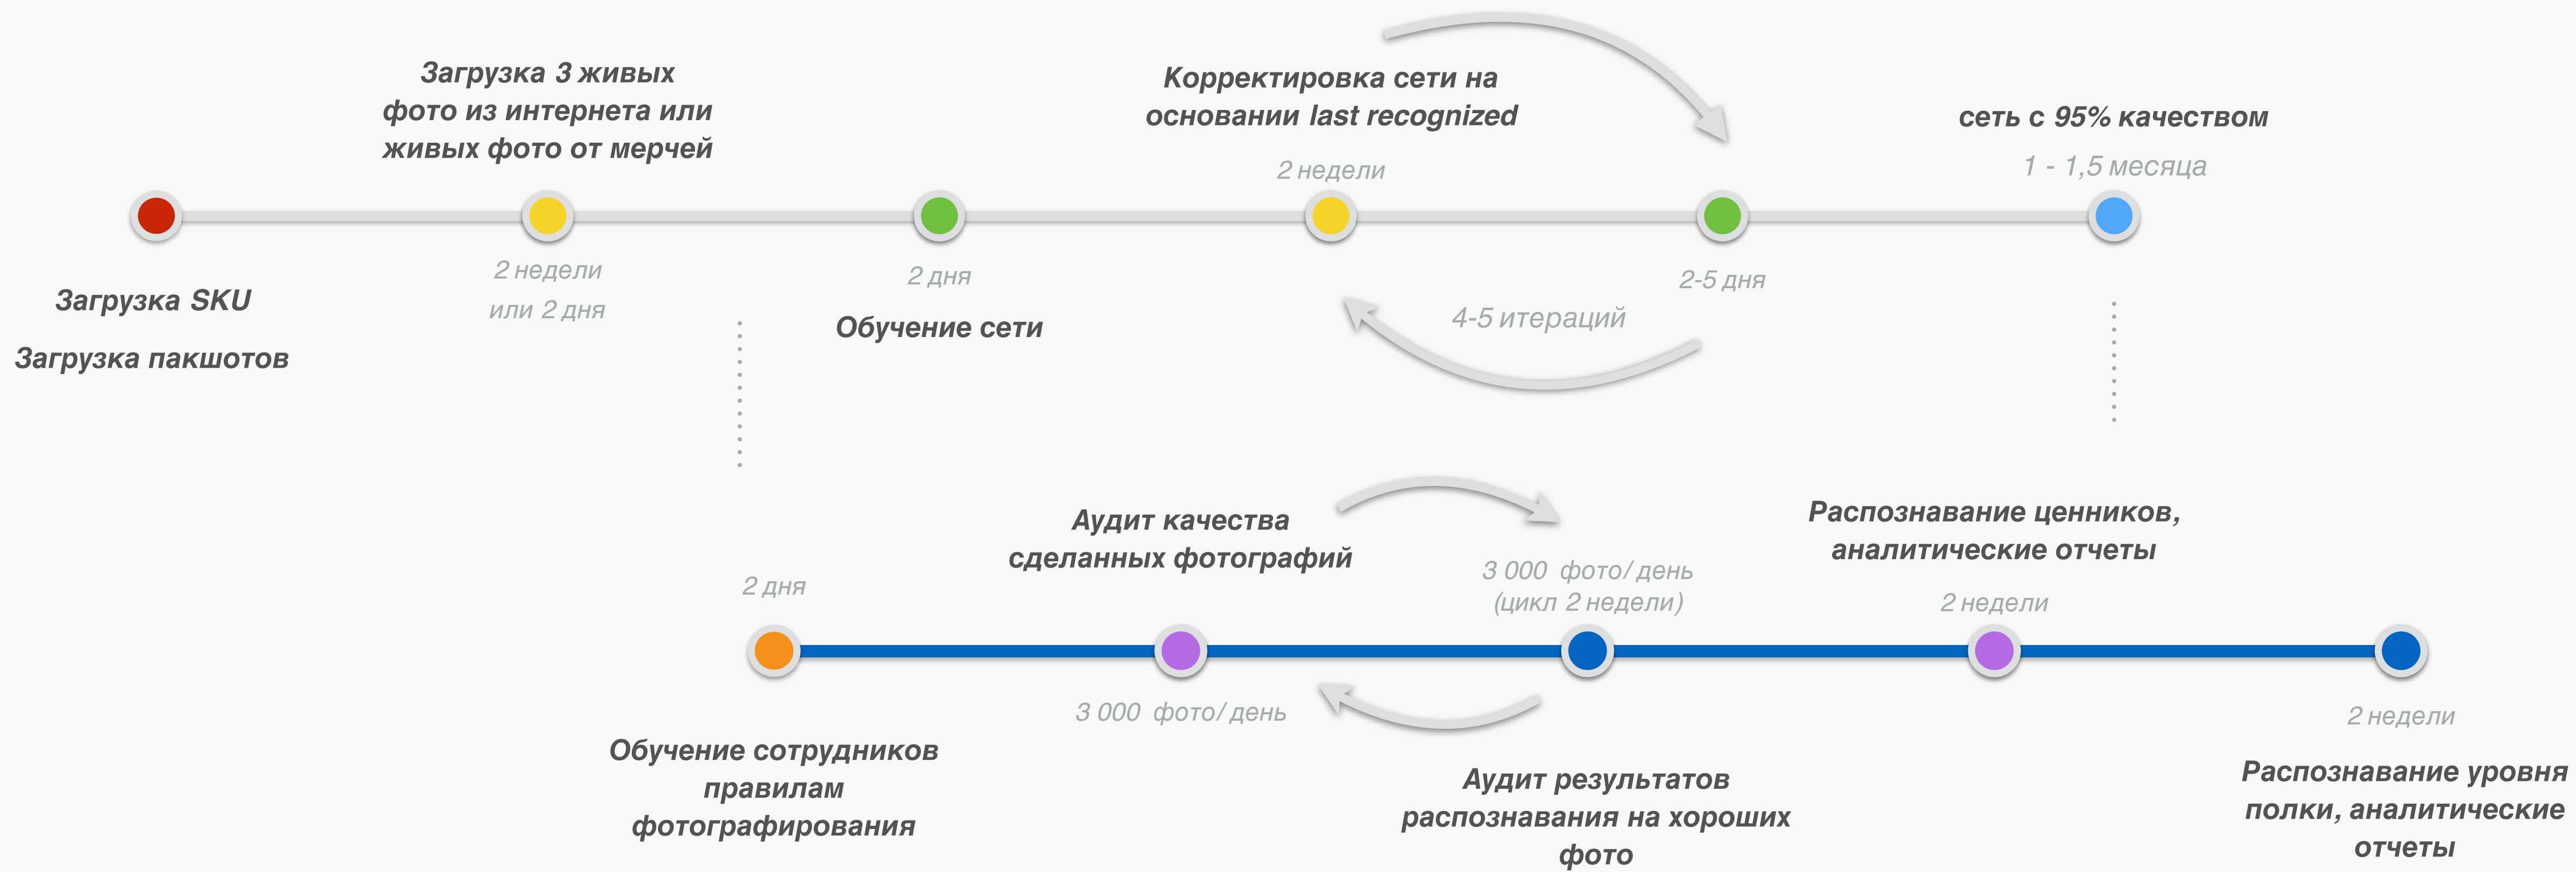 Загрузка 3 живых
фото из интернета или
живых фото от мерчей
Корректировка сети на
основании last recognized
2 недели
сеть с 95% качеством
1 - 1,5 месяца
2 недели
или 2 дня
2 дня
2-5 дня
Загрузка SKU
Загрузка пакшотов
Обучение сети
4-5 итераций
Аудит качества
сделанных фотографий
Распознавание ценников,
аналитические отчеты
2 дня
3 000 фото/день
(цикл 2 недели)
2 недели
3 000 фото/день
2 недели
Обучение сотрудников
правилам
фотографирования
Аудит результатов
распознавания на хороших
фото
Распознавание уровня
полки, аналитические
отчеты